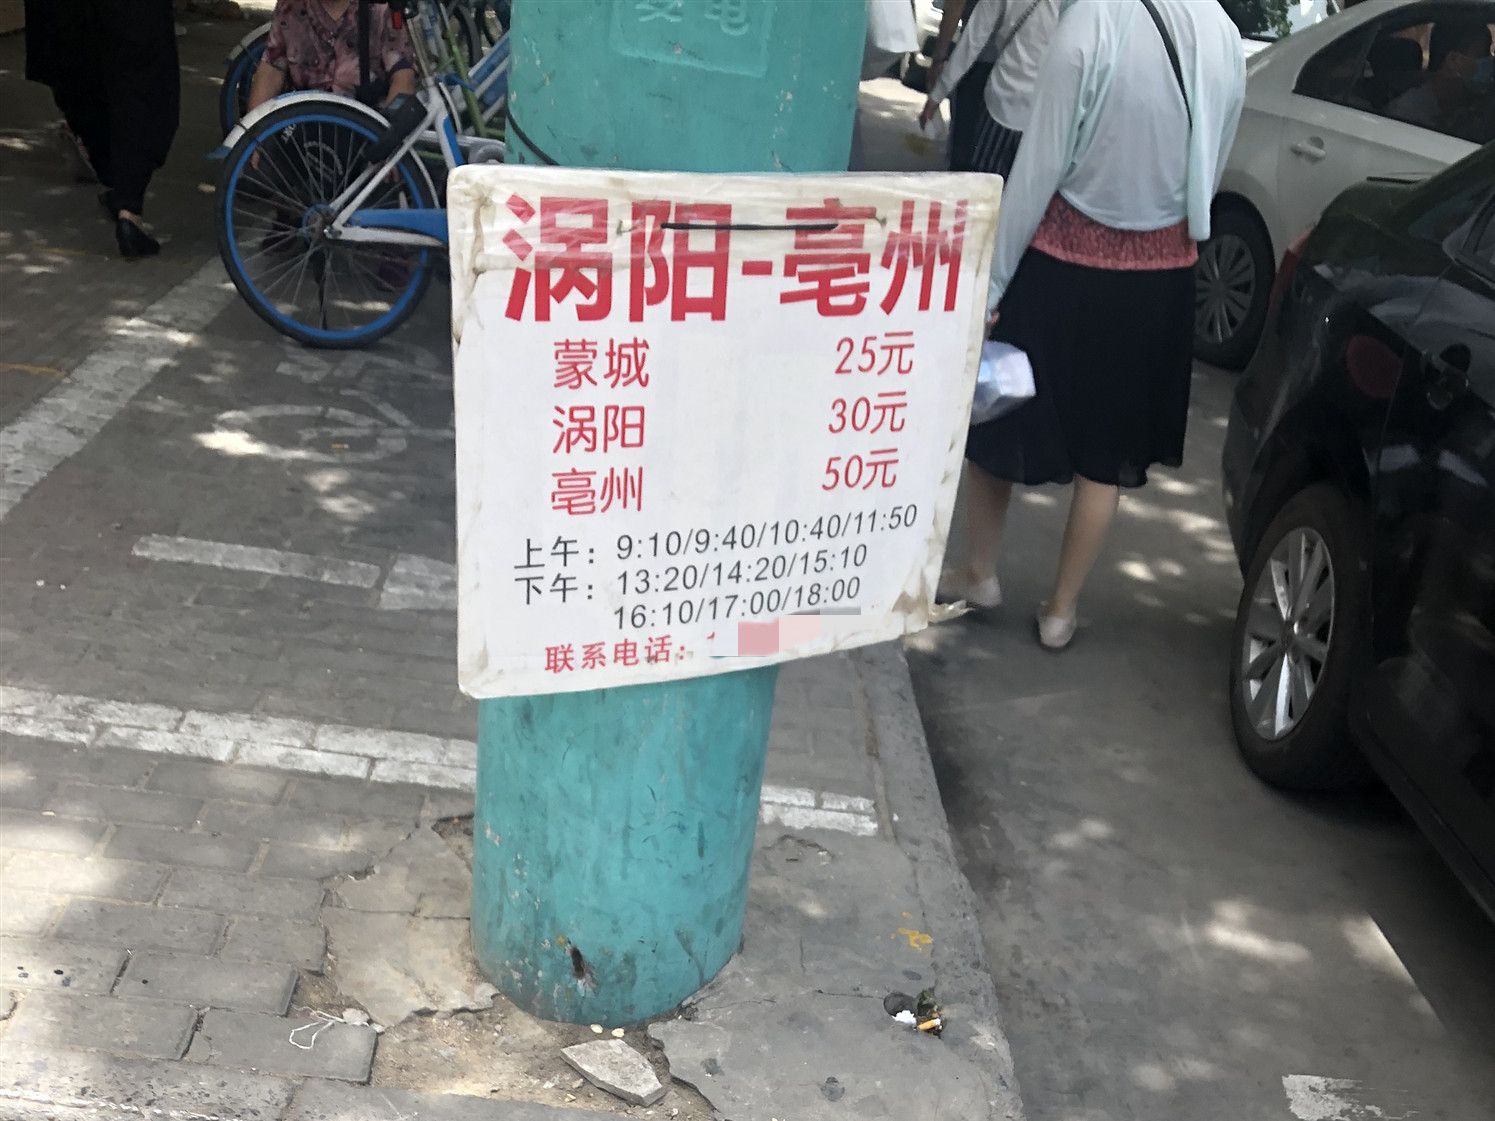 变电
涡阳-亳州
蒙城 25元
涡阳 30元
亳州 50元
上午：9:10/9:40/10:40/11:50
下午：13:20/14:20/15:10
16:10/17:00/18:00
联系电话：